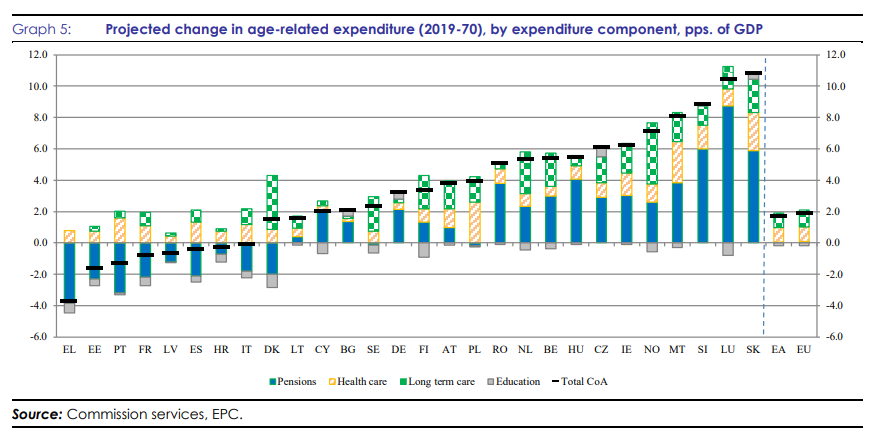 Graph 5: Projected change in age-related expenditure (2019-70), by expenditure component, pps. of GDP
12.0 12.0
10.0 10.0
8.0 8.0
6.0 6.0
4.0 4.0
2.0 2.0
0.0 0.0
-2.0 -2.0
-4.0 -4.0
-6.0 -6.0
EL EE PT FR LV ES HR IT DK LT CY BG SE DE FI AT PL RO NL BE HU CZ IE NO MT SI LU SK EA EU
Pensions Health care Long term care Education Total CoA
Source: Commission services, EPC.